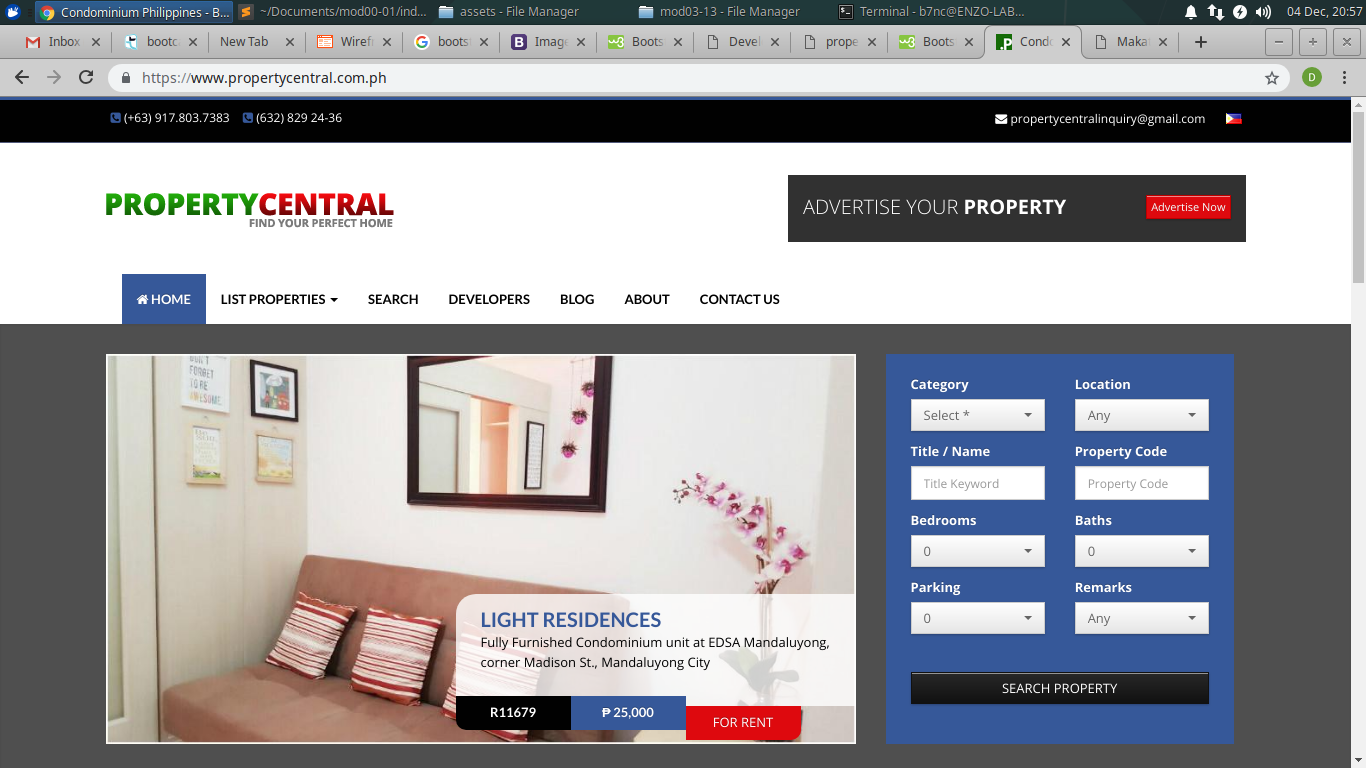 Condominium Philippines - B...
~/Documents/mod00-01/ind...
assets - File Manager
mod03-13 - File Manager
Terminal - b7nc@ENZO-LAB...
04 Dec, 20:57
Inbox
bootc
New Tab
Wirefr
boots
Image
Boots
Devel
prope
Boots
Condo
Makat
https://www.propertycentral.com.ph
D
(+63) 917.803.7383
(632) 829 24-36
propertycentralinquiry@gmail.com
PROPERTYCENTRAL
FIND YOUR PERFECT HOME
ADVERTISE YOUR PROPERTY
Advertise Now
HOME
LIST PROPERTIES
SEARCH
DEVELOPERS
BLOG
ABOUT
CONTACT US
DON'T
FORGET
TO BE
AWESOME.
Category
Location
Select *
Any
Title / Name
Property Code
Title Keyword
Property Code
Bedrooms
Baths
0
0
Parking
Remarks
0
Any
SEARCH PROPERTY
LIGHT RESIDENCES
Fully Furnished Condominium unit at EDSA Mandaluyong,
corner Madison St., Mandaluyong City
R11679
₱ 25,000
FOR RENT